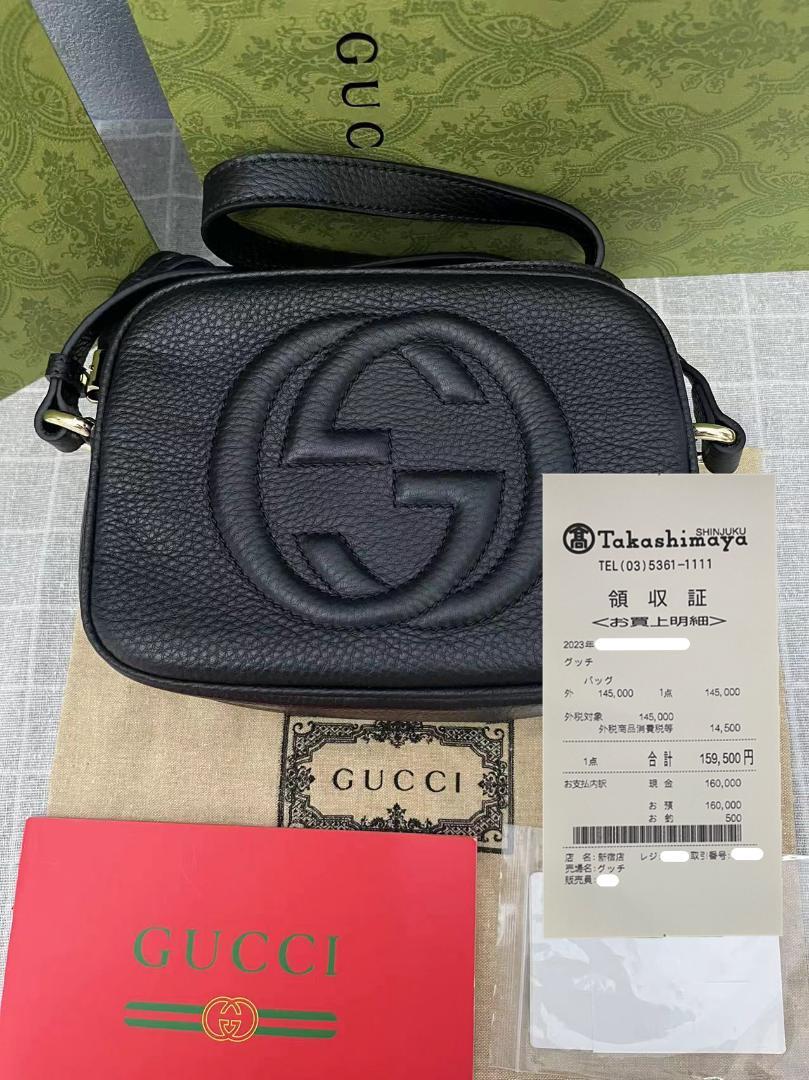 GUC
SHINJUKU
髙 Takashimaya
TEL (03) 5361-1111
領収証
<お買上明細>
2023年
グッチ
バッグ
外 145,000 1点 145,000
外税対象 145,000
外税商品消費税等 14,500
1点 合計 159,500円
お支払内訳 現金 160,000
お預 160,000
お釣 500
店 名:新宿店 レジ 取引番号:
売場名:グッチ
販売員:
GUCCI
GUCCI